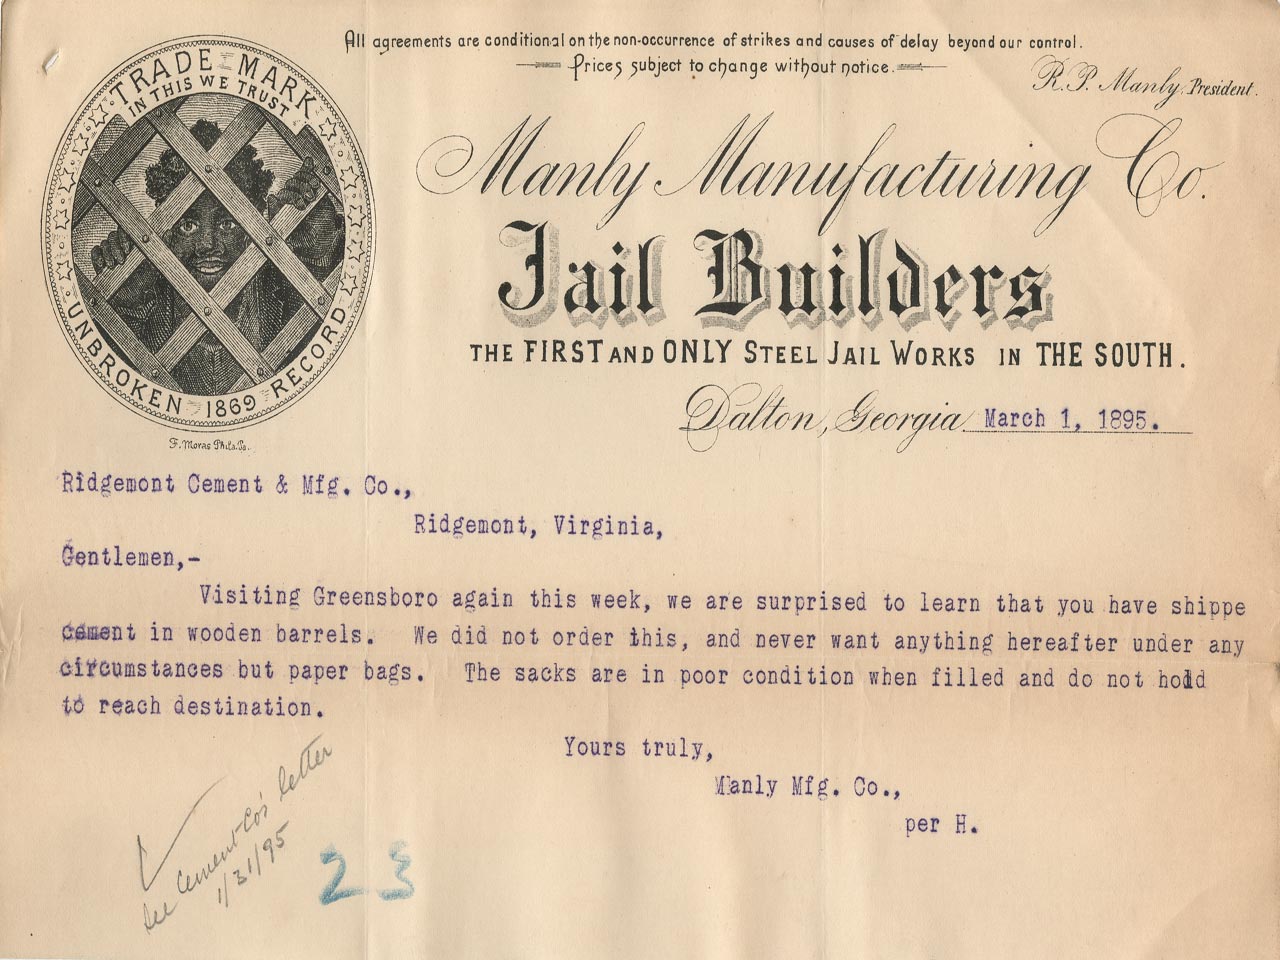 All agreements are conditional on the non-occurrence of strikes and causes of delay beyond our control.
Prices subject to change without notice.
R.P. Manly, President.
TRADE MARK
IN THIS WE TRUST
UNBROKEN 1869 RECORD
F. Moras Phila. Pa.
Manly Manufacturing Co.
Jail Builders
THE FIRST AND ONLY STEEL JAIL WORKS IN THE SOUTH.
Dalton, Georgia March 1, 1895.
Ridgemont Cement & Mfg. Co.,
Ridgemont, Virginia,
Gentlemen,-
Visiting Greensboro again this week, we are surprised to learn that you have shippe
cement in wooden barrels. We did not order this, and never want anything hereafter under any
circumstances but paper bags. The sacks are in poor condition when filled and do not hold
to reach destination.
Yours truly,
Manly Mfg. Co.,
per H.
See Cement Co's letter
1/31/95
23